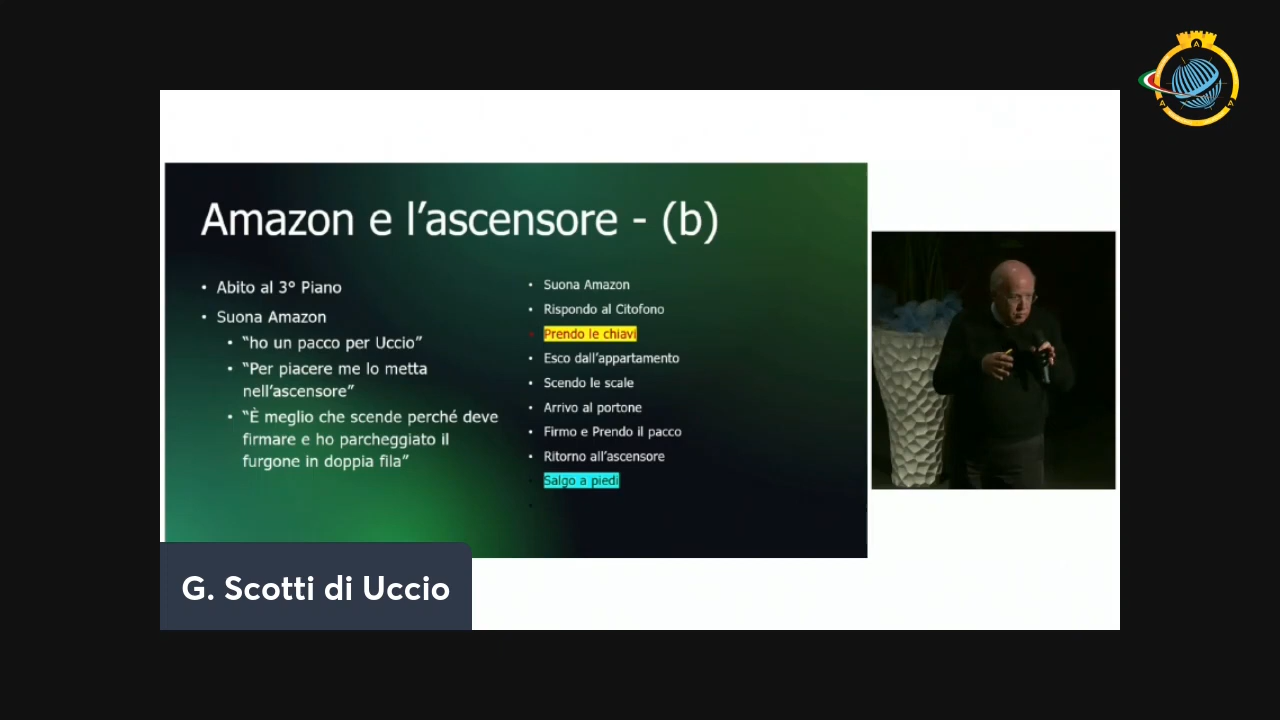 Amazon e l’ascensore - (b)
• Abito al 3° Piano
• Suona Amazon
• “ho un pacco per Uccio”
• “Per piacere me lo metta
nell’ascensore”
• “È meglio che scende perché deve
firmare e ho parcheggiato il
furgone in doppia fila”
• Suona Amazon
• Rispondo al Citofono
• Prendo le chiavi
• Esco dall’appartamento
• Scendo le scale
• Arrivo al portone
• Firmo e Prendo il pacco
• Ritorno all’ascensore
• Salgo a piedi
G. Scotti di Uccio